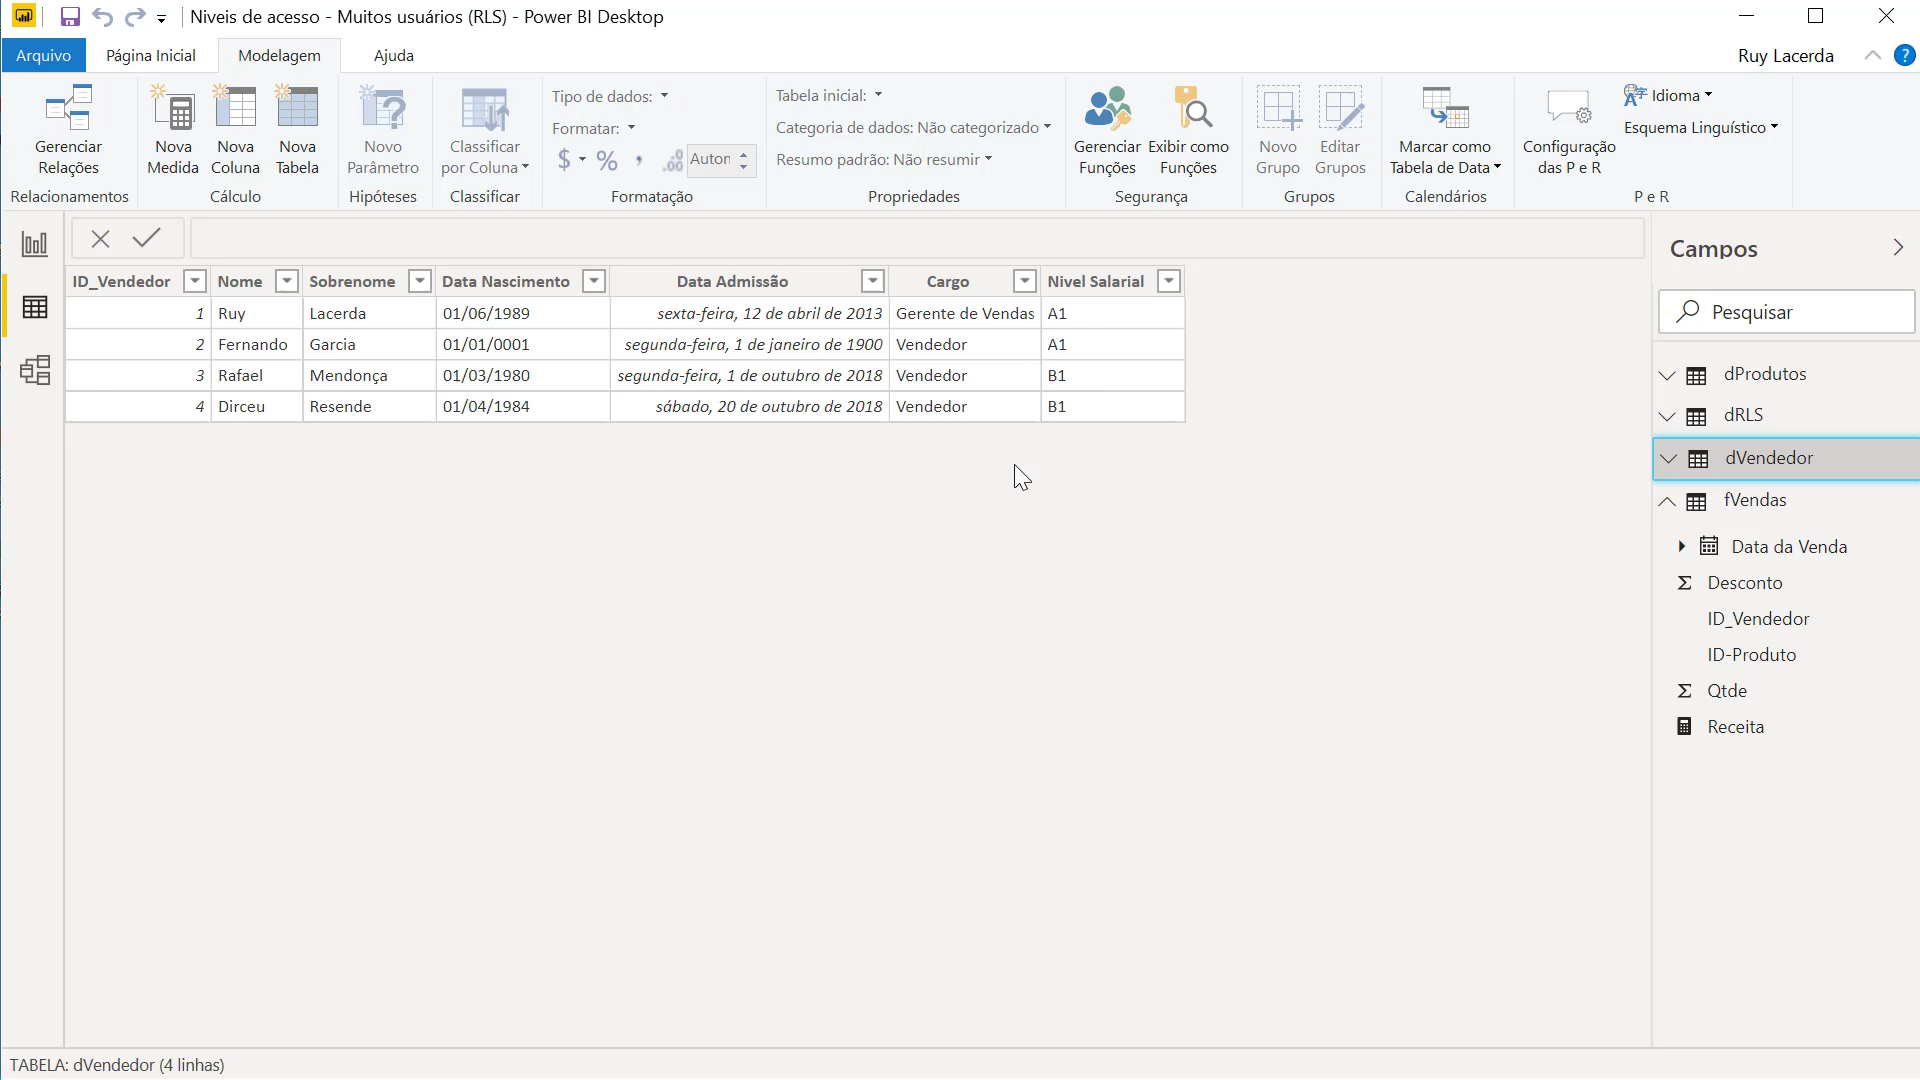 Niveis de acesso - Muitos usuários (RLS) - Power BI Desktop
Arquivo Página Inicial Modelagem Ajuda Ruy Lacerda ?
Gerenciar Relações
Relacionamentos
Nova Medida
Nova Coluna
Nova Tabela
Cálculo
Novo Parâmetro
Hipóteses
Classificar por Coluna
Classificar
Tipo de dados:
Formatar:
$ % , .00 Autom
Formatação
Tabela inicial:
Categoria de dados: Não categorizado
Resumo padrão: Não resumir
Propriedades
Gerenciar Funções
Exibir como Funções
Segurança
Novo Grupo
Editar Grupos
Grupos
Marcar como Tabela de Data
Calendários
Configuração das P e R
Idioma
Esquema Linguístico
P e R
ID_Vendedor Nome Sobrenome Data Nascimento Data Admissão Cargo Nivel Salarial
1 Ruy Lacerda 01/06/1989 sexta-feira, 12 de abril de 2013 Gerente de Vendas A1
2 Fernando Garcia 01/01/0001 segunda-feira, 1 de janeiro de 1900 Vendedor A1
3 Rafael Mendonça 01/03/1980 segunda-feira, 1 de outubro de 2018 Vendedor B1
4 Dirceu Resende 01/04/1984 sábado, 20 de outubro de 2018 Vendedor B1
Campos
Pesquisar
dProdutos
dRLS
dVendedor
fVendas
Data da Venda
Σ Desconto
ID_Vendedor
ID-Produto
Σ Qtde
Receita
TABELA: dVendedor (4 linhas)